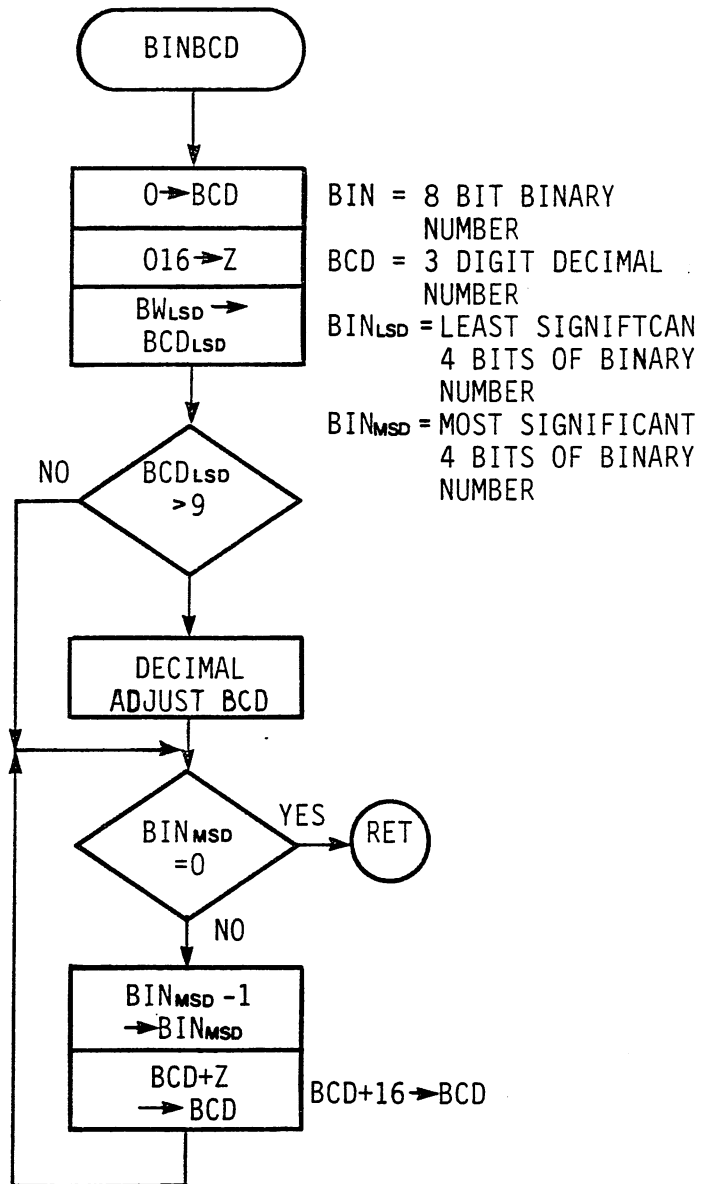 BINBCD
O→BCD
O16→Z
BWLSD →
BCDLSD
BIN = 8 BIT BINARY
NUMBER
BCD = 3 DIGIT DECIMAL
NUMBER
BINLSD = LEAST SIGNIFTCAN
4 BITS OF BINARY
NUMBER
BINMSD = MOST SIGNIFICANT
4 BITS OF BINARY
NUMBER
NO
BCDLSD
>9
DECIMAL
ADJUST BCD
BINMSD
=0
YES
RET
NO
BINMSD -1
→BINMSD
BCD+Z
→ BCD
BCD+16→BCD